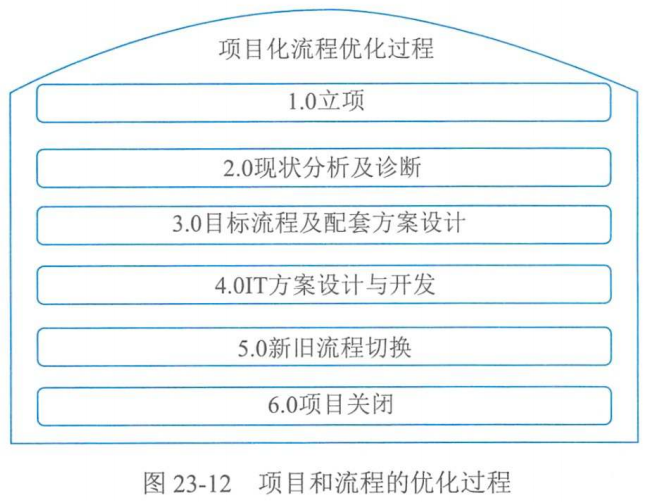 项目化流程优化过程
1.0立项
2.0现状分析及诊断
3.0目标流程及配套方案设计
4.0IT方案设计与开发
5.0新旧流程切换
6.0项目关闭
图 23-12 项目和流程的优化过程